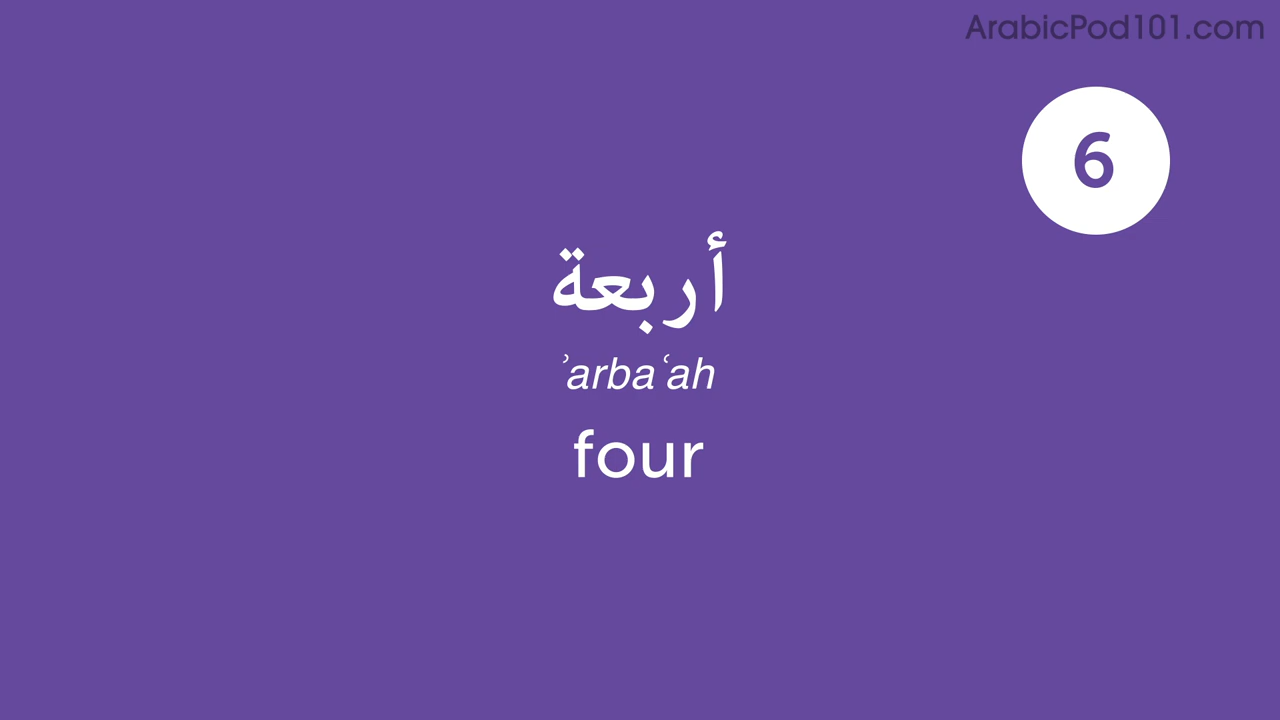 ArabicPod101.com
6
أربعة
ʾarbaʿah
four